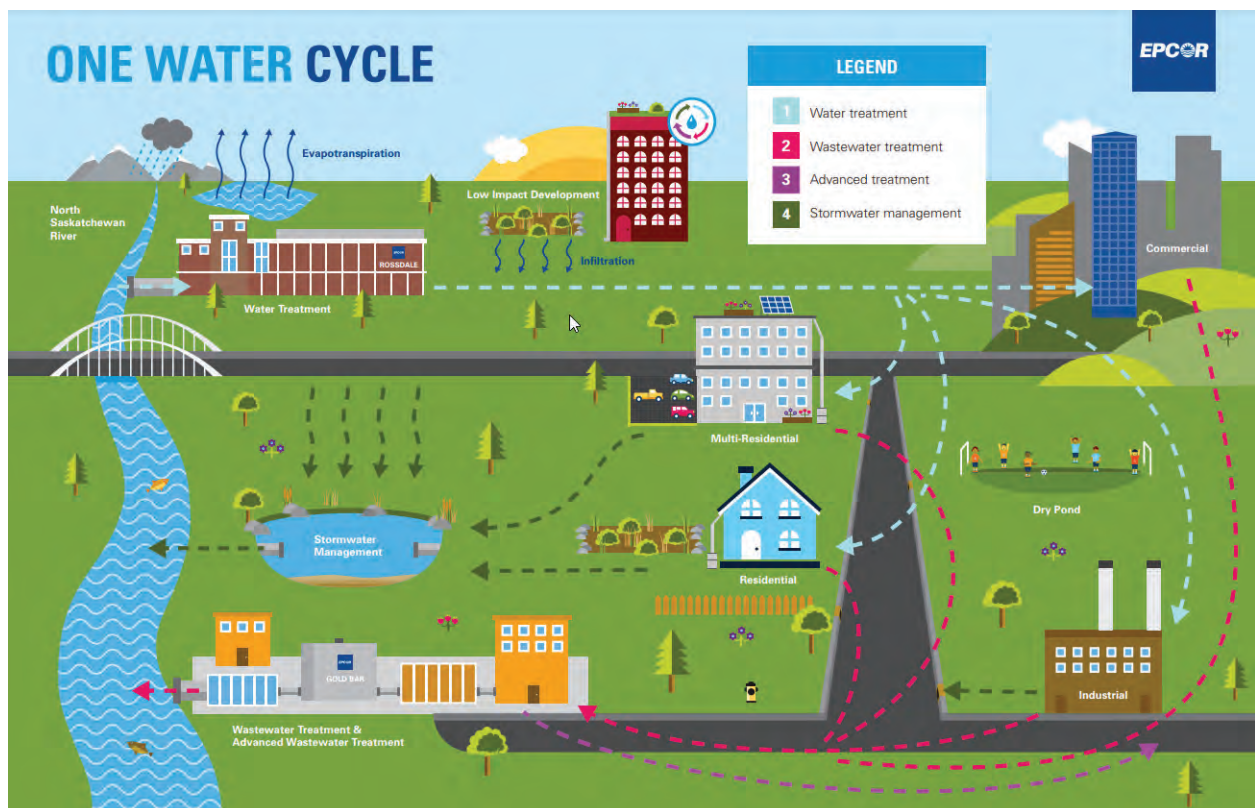 ONE WATER CYCLE
EPCOR
LEGEND
1 Water treatment
2 Wastewater treatment
3 Advanced treatment
4 Stormwater management
Evapotranspiration
North
Saskatchewan
River
Low Impact Development
Infiltration
Commercial
EPCOR
ROSSDALE
Water Treatment
Multi-Residential
Dry Pond
Stormwater
Management
Residential
EPCOR
GOLD BAR
Industrial
Wastewater Treatment &
Advanced Wastewater Treatment